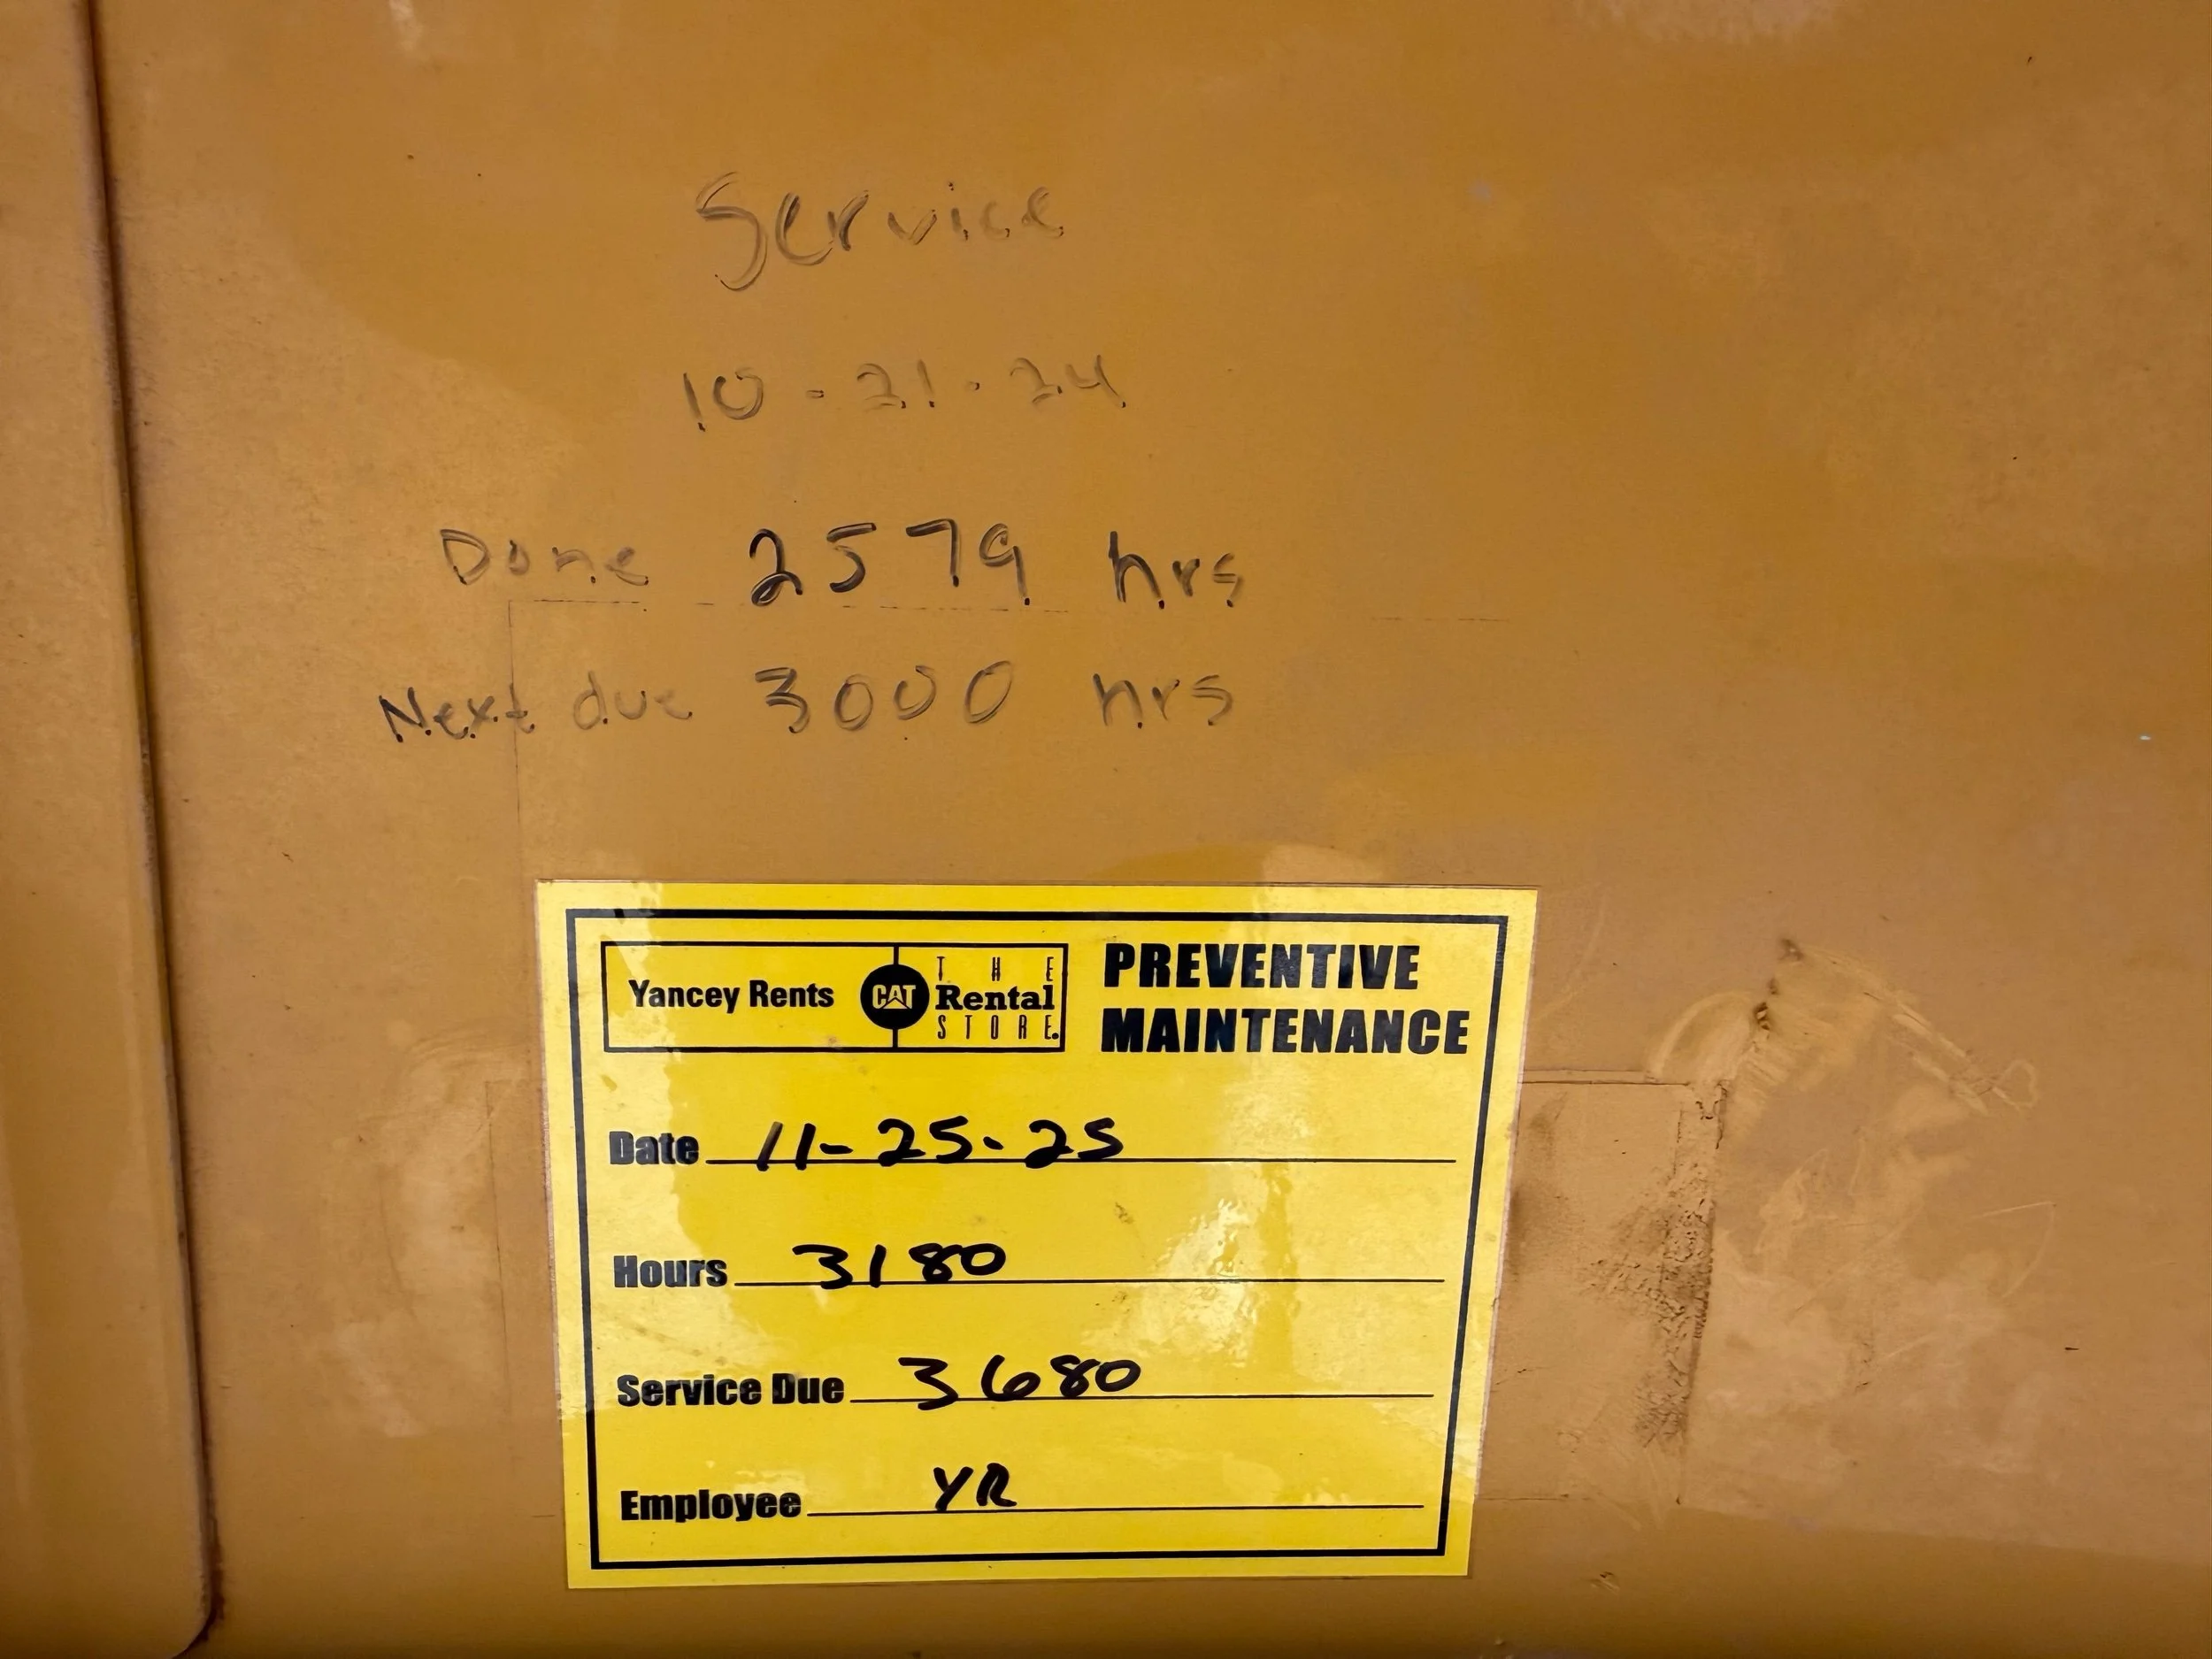 Service
10-21-24
Done 2579 hrs
Next due 3000 hrs
Yancey Rents CAT THE Rental STORE.
PREVENTIVE
MAINTENANCE
Date 11-25-25
Hours 3180
Service Due 3680
Employee YR